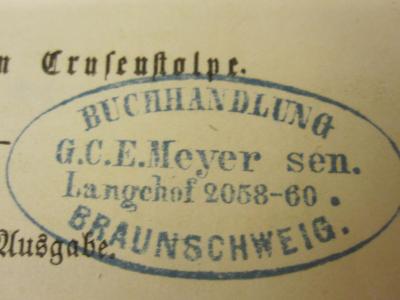 n Crusenstolpe.
BUCHHANDLUNG
G.C.E. Meyer sen.
Langehof 2058-60.
BRAUNSCHWEIG.
Ausgabe.